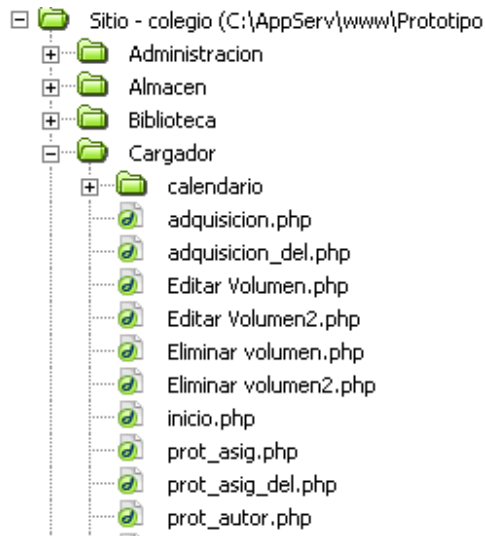 Sitio - colegio (C:\AppServ\www\Prototipo
Administracion
Almacen
Biblioteca
Cargador
calendario
adquisicion.php
adquisicion_del.php
Editar Volumen.php
Editar Volumen2.php
Eliminar volumen.php
Eliminar volumen2.php
inicio.php
prot_asig.php
prot_asig_del.php
prot_autor.php